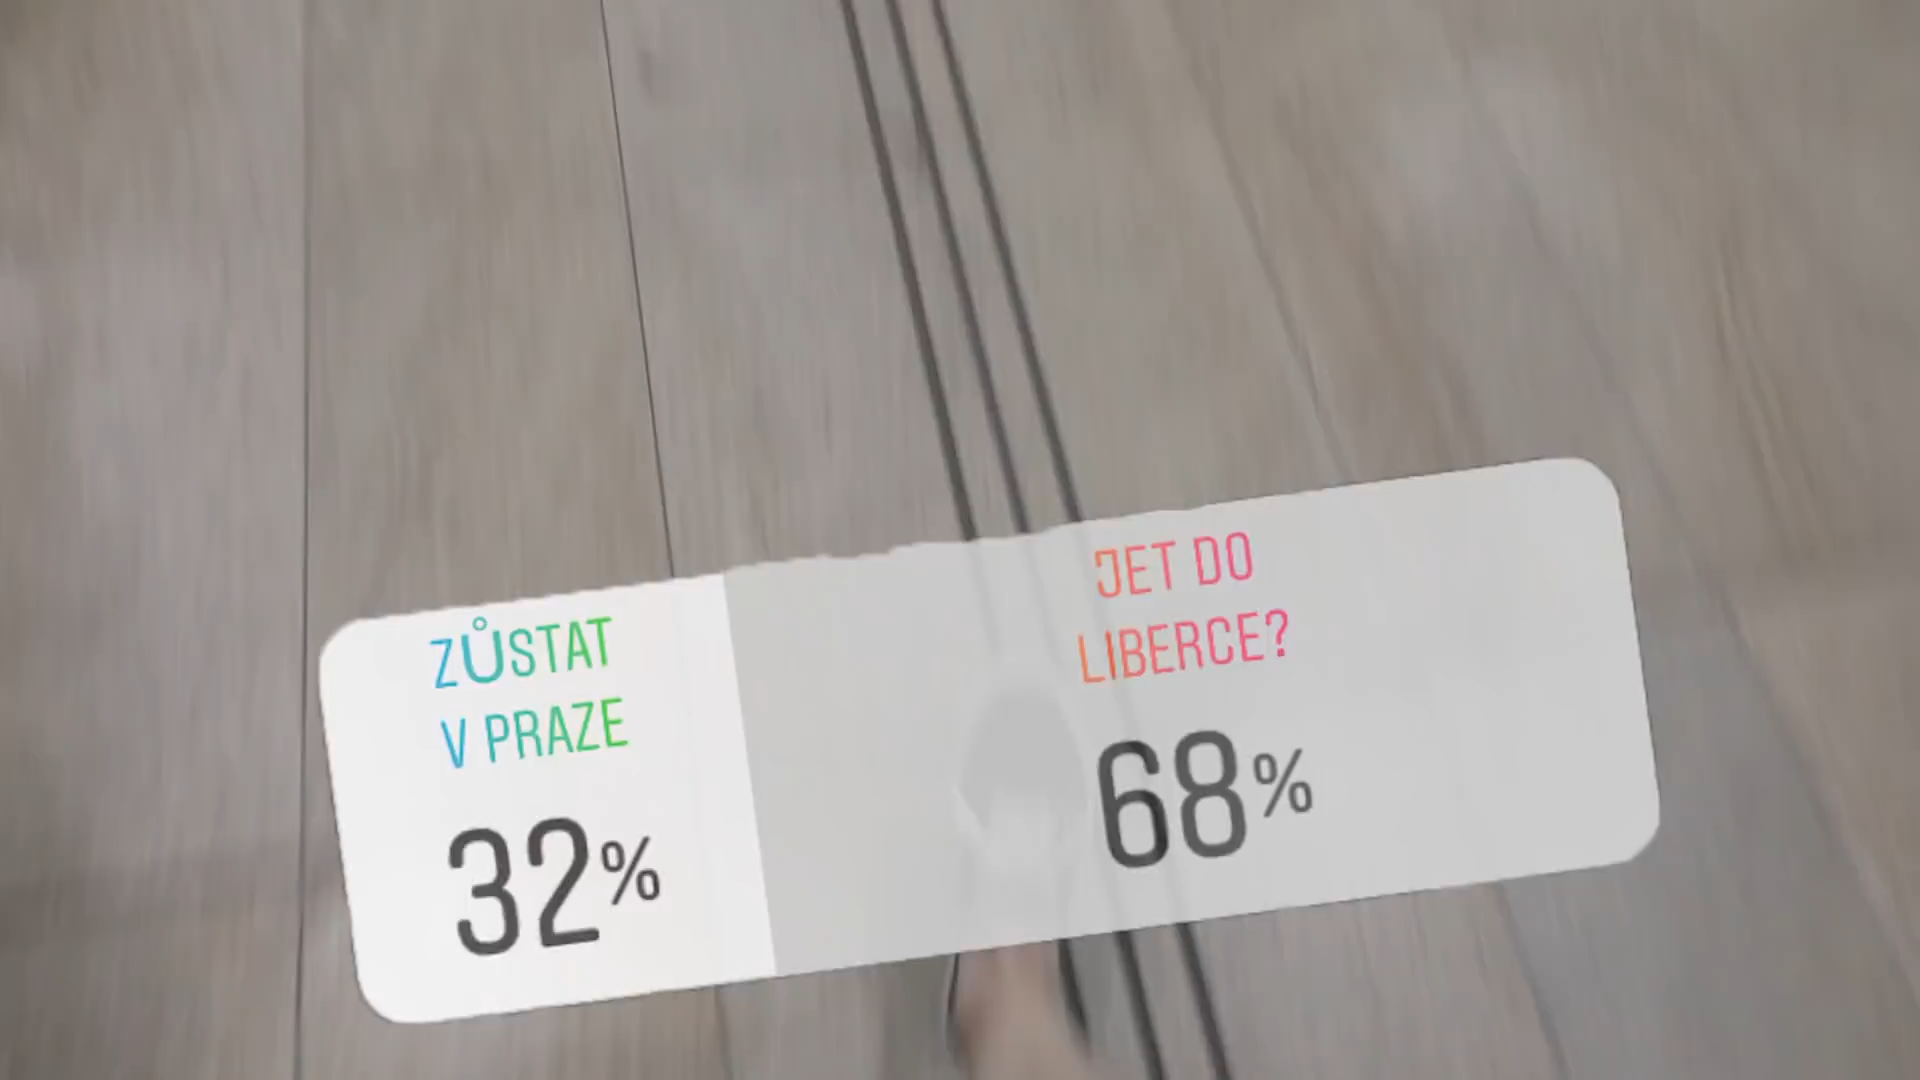 ZŮSTAT
V PRAZE
32%
JET DO
LIBERCE?
68%